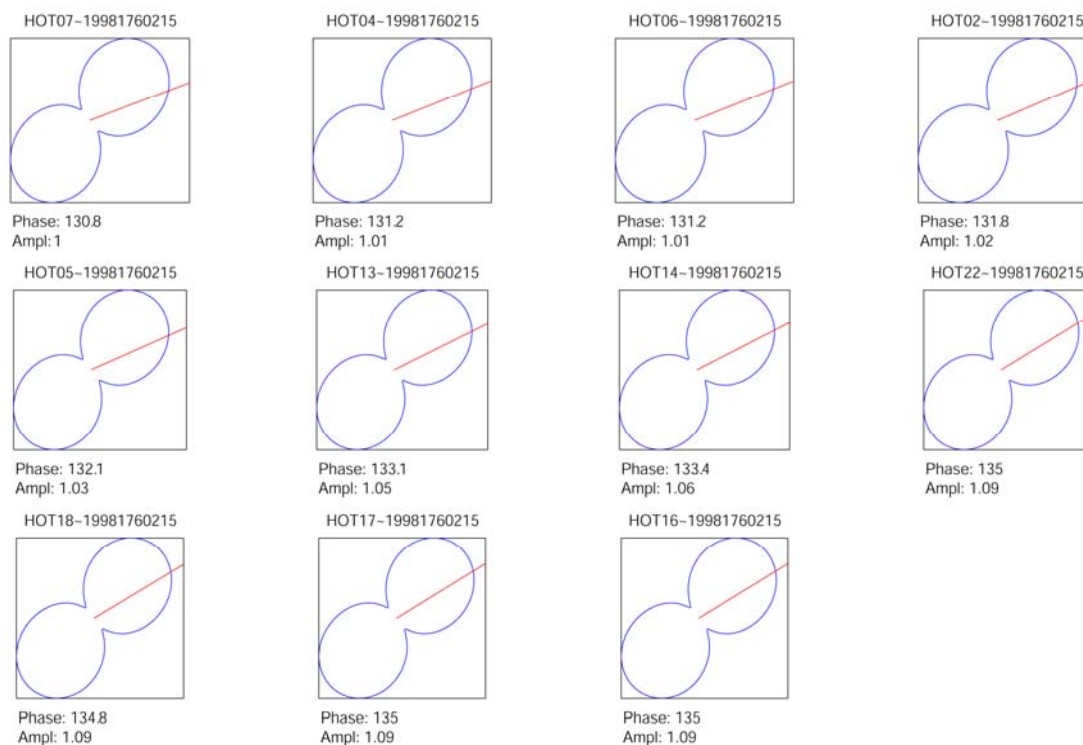 HOT07~19981760215
HOT04~19981760215
HOT06~19981760215
HOT02~19981760215
Phase: 130.8
Ampl: 1
Phase: 131.2
Ampl: 1.01
Phase: 131.2
Ampl: 1.01
Phase: 131.8
Ampl: 1.02
HOT05~19981760215
HOT13~19981760215
HOT14~19981760215
HOT22~19981760215
Phase: 132.1
Ampl: 1.03
Phase: 133.1
Ampl: 1.05
Phase: 133.4
Ampl: 1.06
Phase: 135
Ampl: 1.09
HOT18~19981760215
HOT17~19981760215
HOT16~19981760215
Phase: 134.8
Ampl: 1.09
Phase: 135
Ampl: 1.09
Phase: 135
Ampl: 1.09